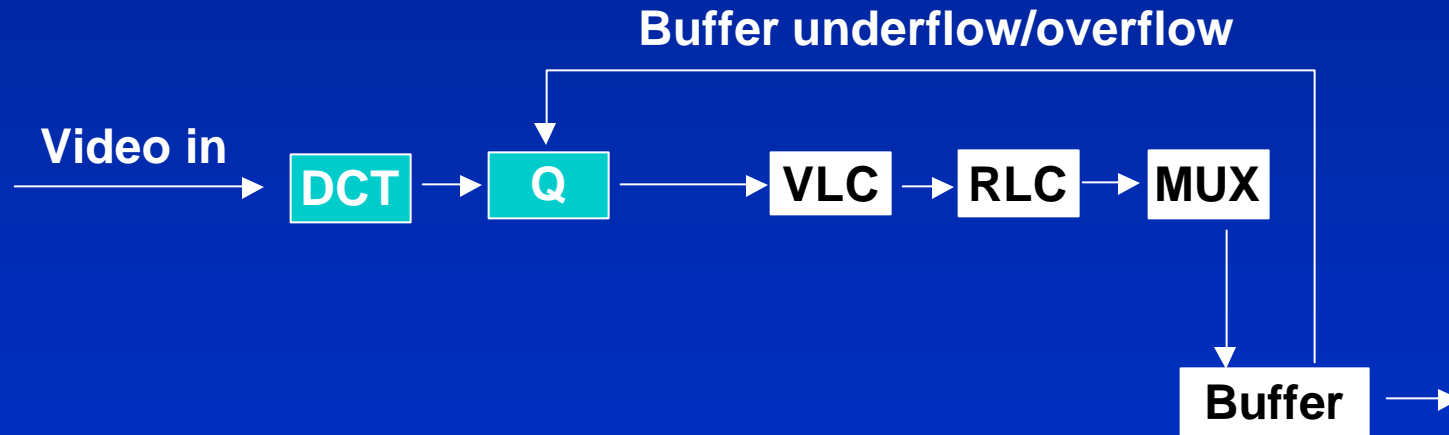 Buffer underflow/overflow
Video in
DCT
Q
VLC
RLC
MUX
Buffer